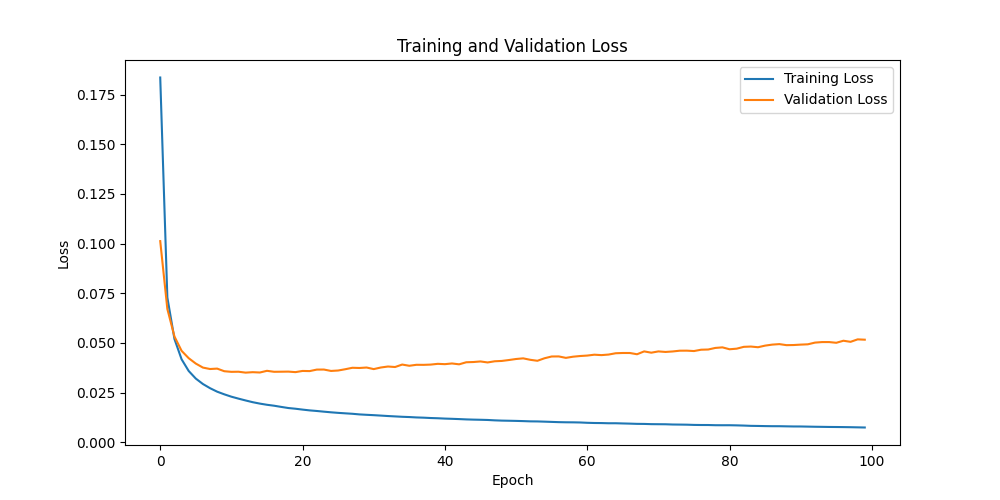 Training and Validation Loss
Training Loss
Validation Loss
0.175
0.150
0.125
0.100
0.075
0.050
0.025
0.000
Loss
0 20 40 60 80 100
Epoch